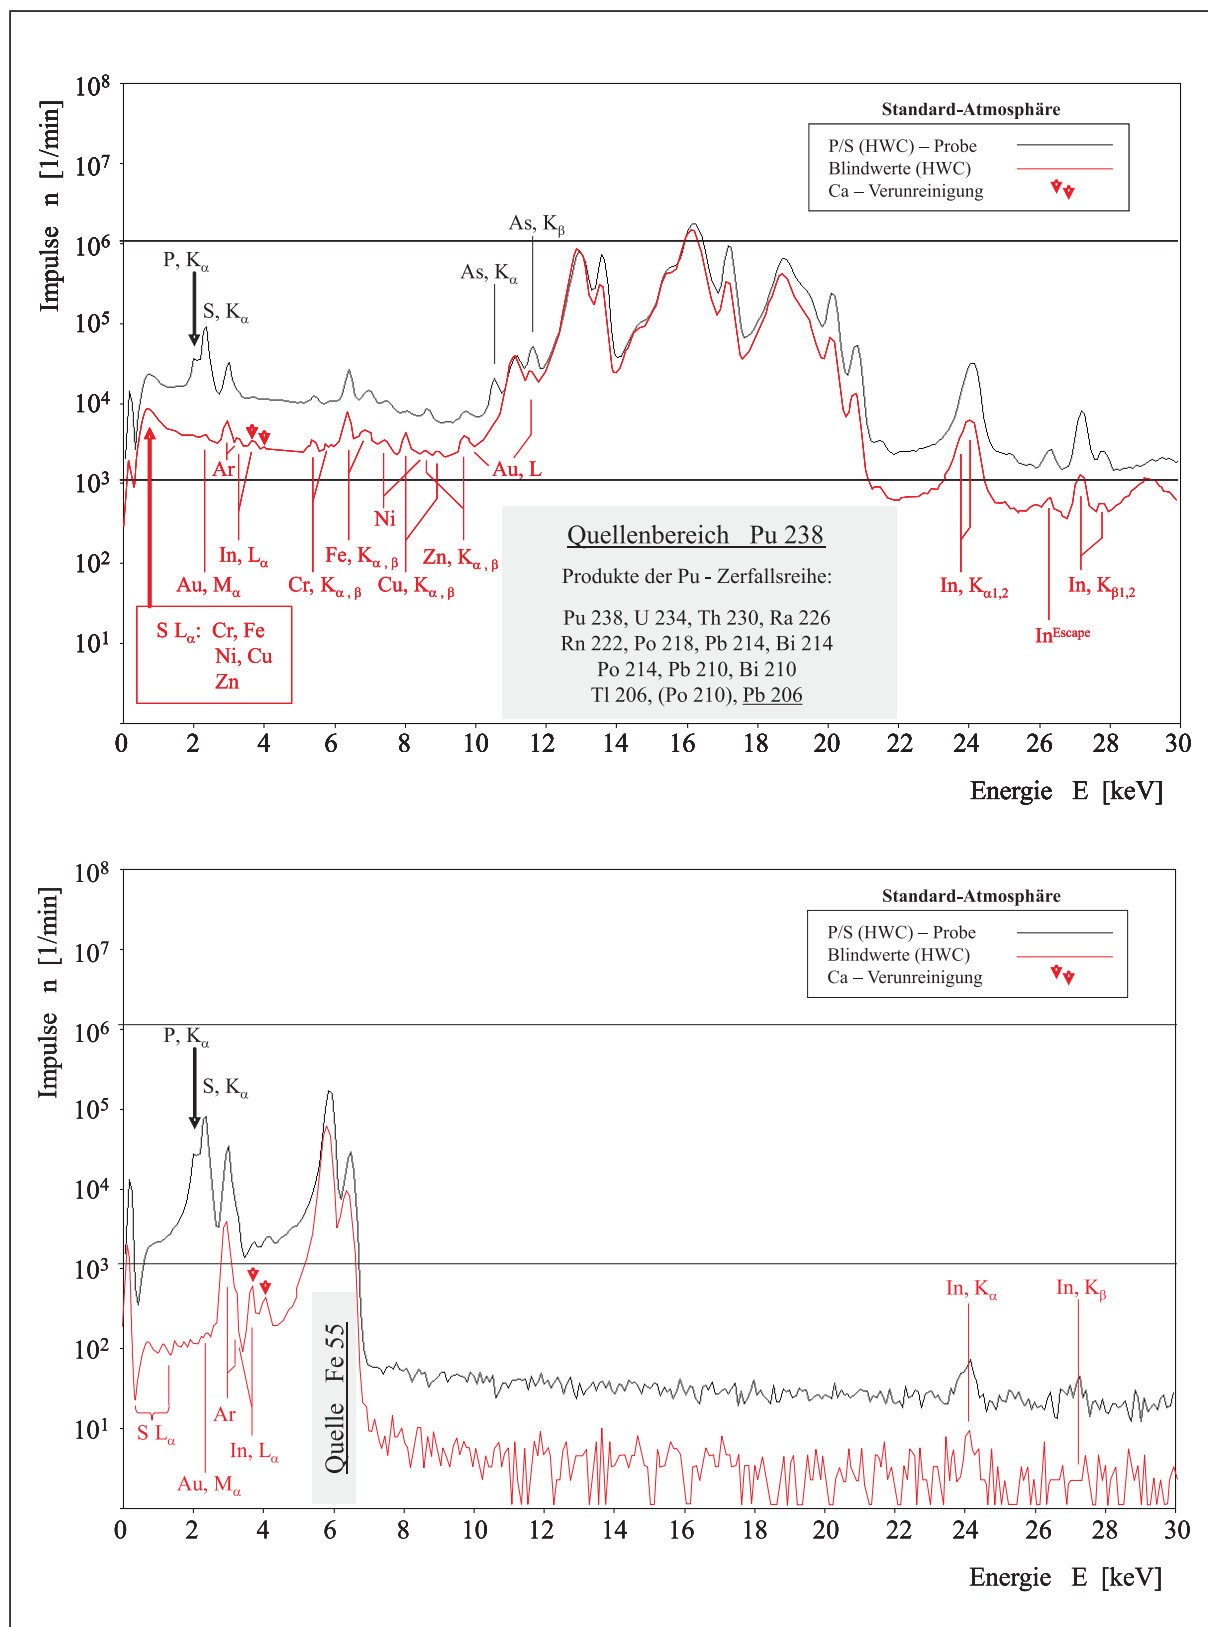 10⁸
10⁷
10⁶
10⁵
10⁴
10³
10²
10¹
Impulse n [1/min]
Standard-Atmosphäre
P/S (HWC) – Probe
Blindwerte (HWC)
Ca – Verunreinigung
P, Kα
S, Kα
As, Kα
As, Kβ
Ar
Au, L
Ni
In, Lα
Fe, Kα, β
Zn, Kα, β
Au, Mα
Cr, Kα, β
Cu, Kα, β
S Lα: Cr, Fe
Ni, Cu
Zn
Quellenbereich Pu 238
Produkte der Pu - Zerfallsreihe:
Pu 238, U 234, Th 230, Ra 226
Rn 222, Po 218, Pb 214, Bi 214
Po 214, Pb 210, Bi 210
Tl 206, (Po 210), Pb 206
In, Kα1,2
In, Kβ1,2
In Escape
0 2 4 6 8 10 12 14 16 18 20 22 24 26 28 30
Energie E [keV]
10⁸
10⁷
10⁶
10⁵
10⁴
10³
10²
10¹
Impulse n [1/min]
Standard-Atmosphäre
P/S (HWC) – Probe
Blindwerte (HWC)
Ca – Verunreinigung
P, Kα
S, Kα
In, Kα
In, Kβ
Ar
S Lα
In, Lα
Au, Mα
Quelle Fe 55
0 2 4 6 8 10 12 14 16 18 20 22 24 26 28 30
Energie E [keV]